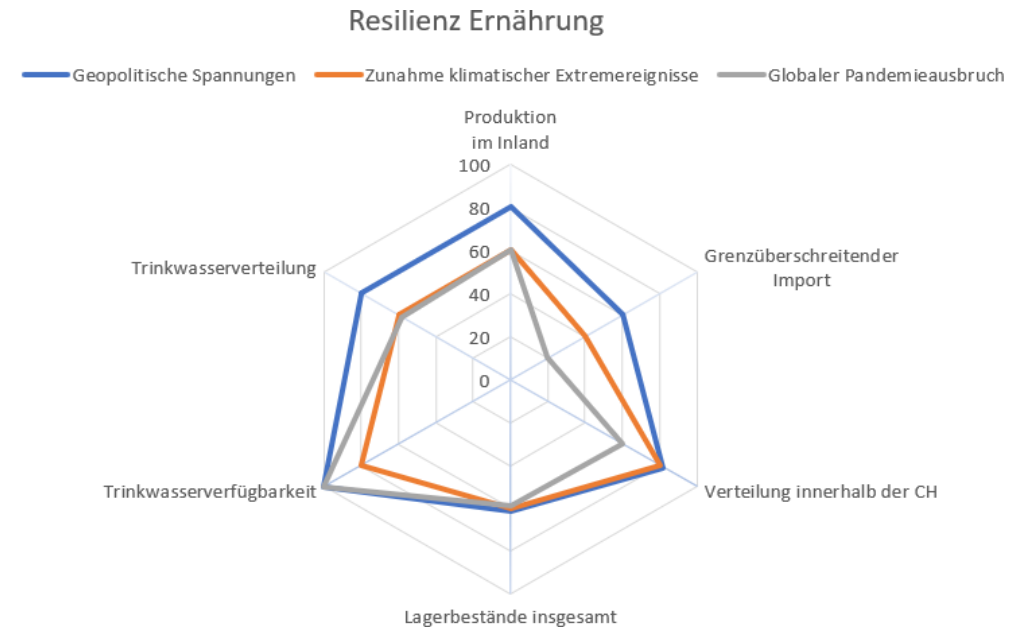 Resilienz Ernährung
Geopolitische Spannungen
Zunahme klimatischer Extremereignisse
Globaler Pandemieausbruch
Produktion
im Inland
100
80
60
40
20
0
Grenzüberschreitender
Import
Verteilung innerhalb der CH
Lagerbestände insgesamt
Trinkwasserverfügbarkeit
Trinkwasserverteilung